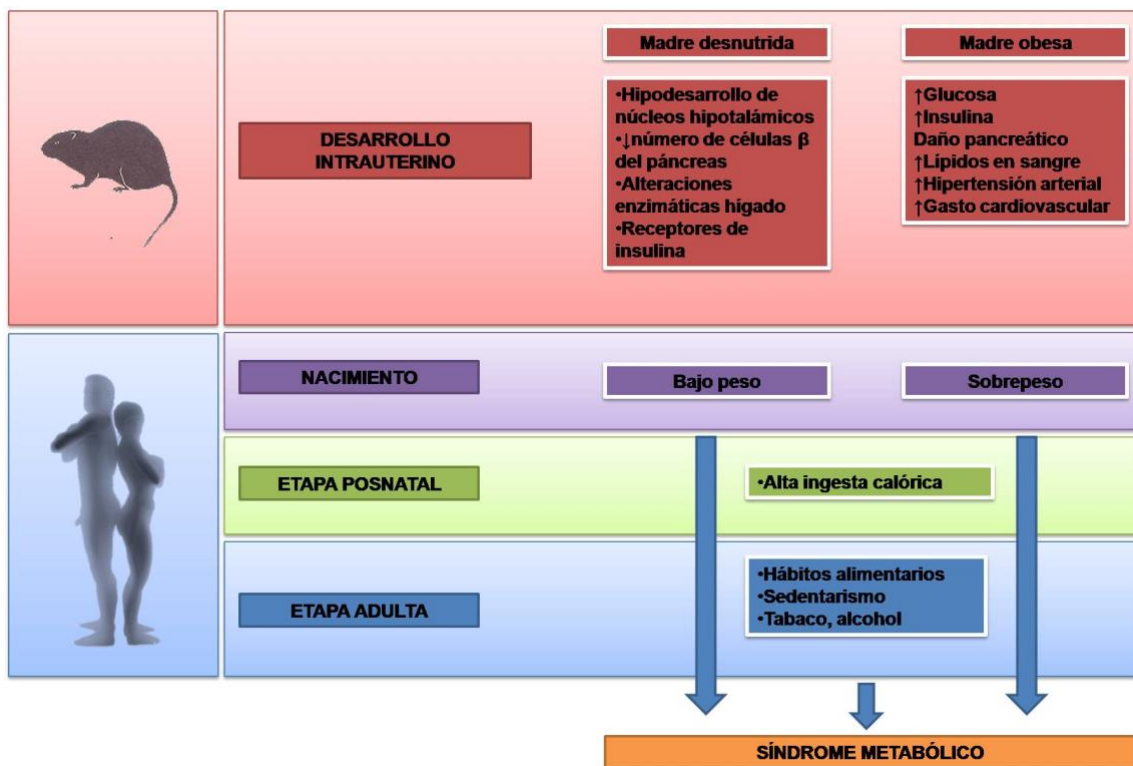 Madre desnutrida
Madre obesa
DESARROLLO
INTRAUTERINO
•Hipodesarrollo de
núcleos hipotalámicos
•↓número de células β
del páncreas
•Alteraciones
enzimáticas hígado
•Receptores de
insulina
↑Glucosa
↑Insulina
Daño pancreático
↑Lípidos en sangre
↑Hipertensión arterial
↑Gasto cardiovascular
NACIMIENTO
Bajo peso
Sobrepeso
ETAPA POSNATAL
•Alta ingesta calórica
ETAPA ADULTA
•Hábitos alimentarios
•Sedentarismo
•Tabaco, alcohol
SÍNDROME METABÓLICO